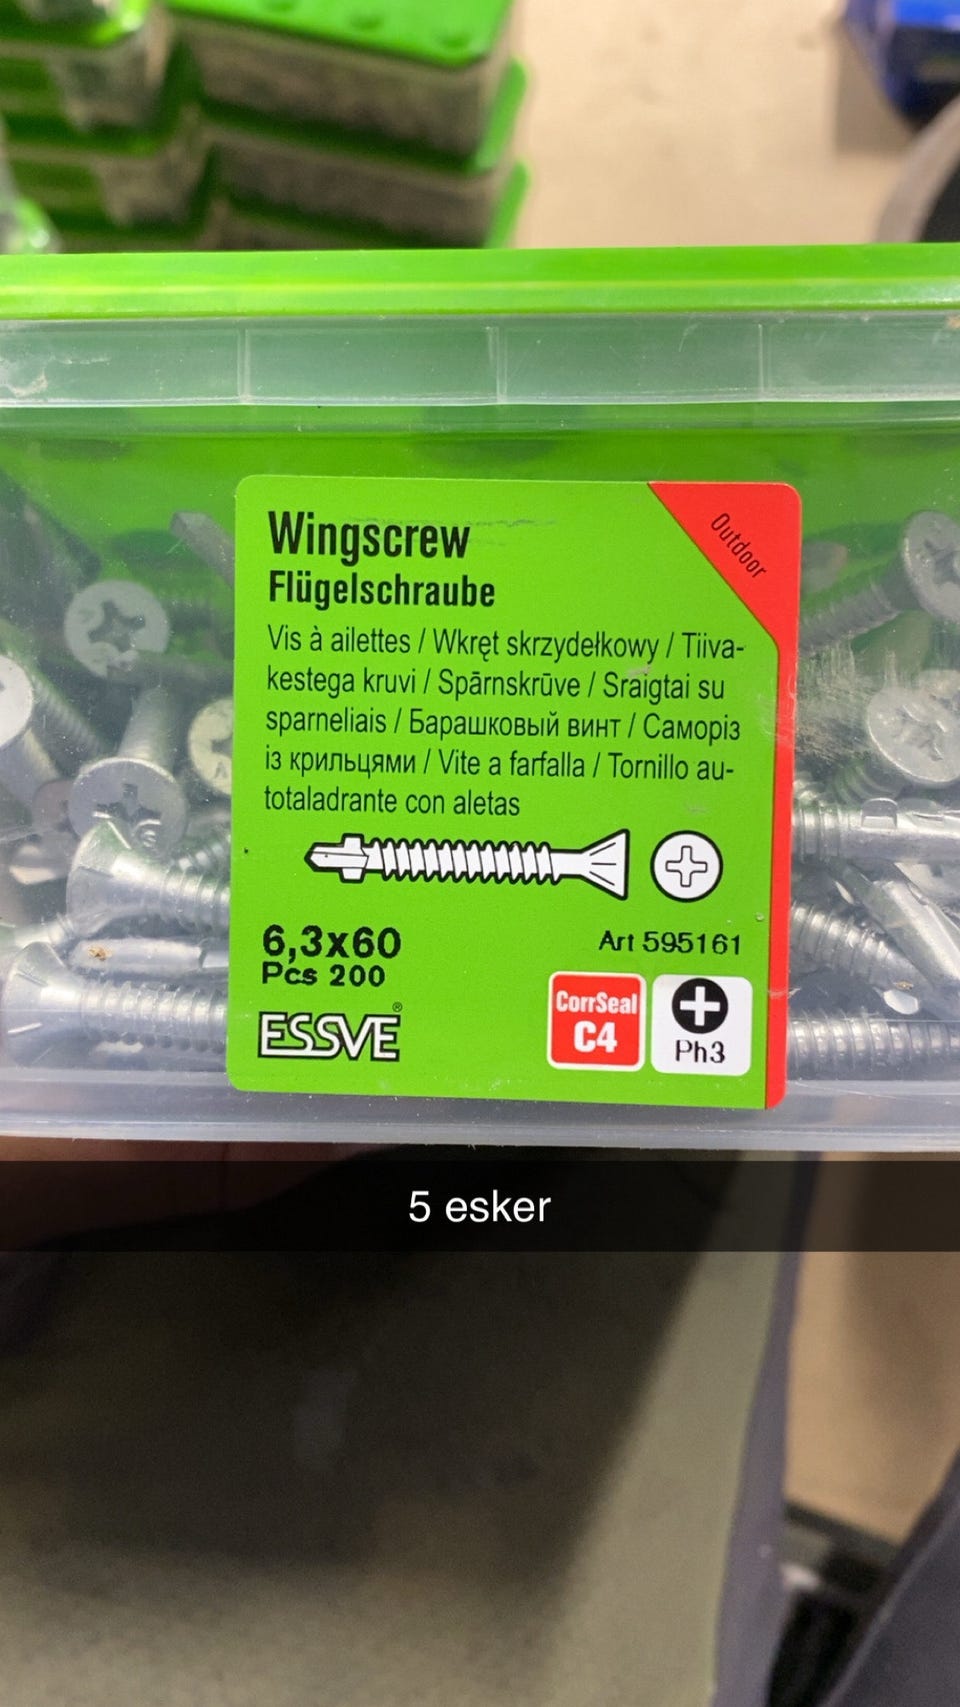 Wingscrew
Outdoor
Flügelschraube
Vis à ailettes / Wkręt skrzydełkowy / Tiiva-
kestega kruvi / Spārnskrūve / Sraigtai su
sparneliais / Барашковый винт / Саморіз
із крильцями / Vite a farfalla / Tornillo au-
totaladrante con aletas
6,3x60
Art 595161
Pcs 200
ESSVE®
CorrSeal
C4
Ph3
5 esker